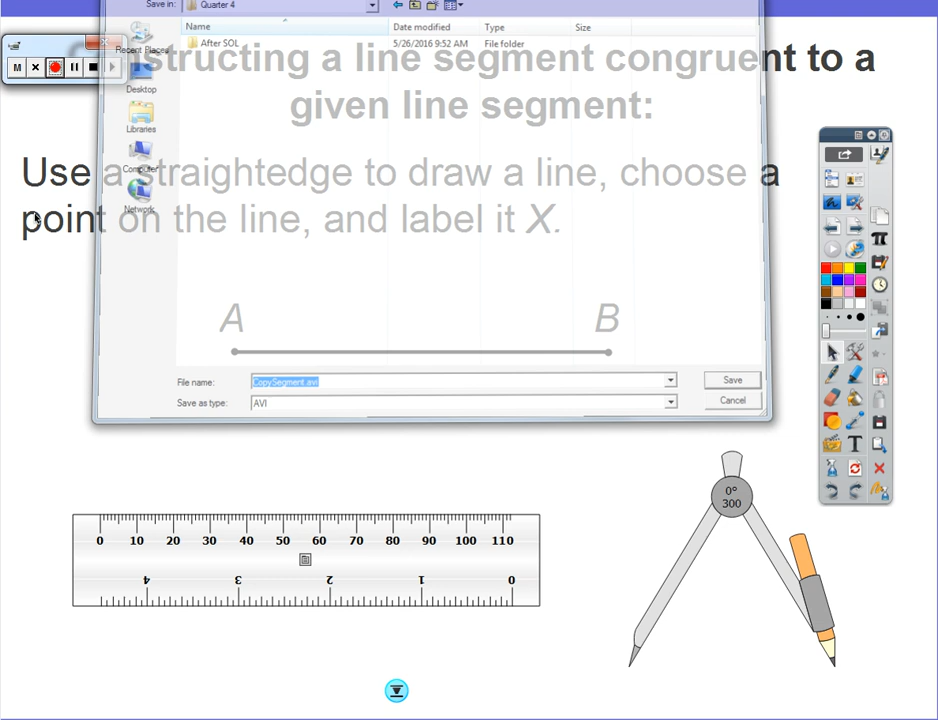 Save in: Quarter 4
Name Date modified Type Size
After SOL 5/26/2016 9:52 AM File folder
Recent Places
Desktop
Libraries
Computer
Network
M
structing a line segment congruent to a
given line segment:
Use a straightedge to draw a line, choose a
point on the line, and label it X.
A B
File name: CopySegment.avi Save
Save as type: AVI Cancel
T
0°
300
0 10 20 30 40 50 60 70 80 90 100 110
4 3 2 1 0